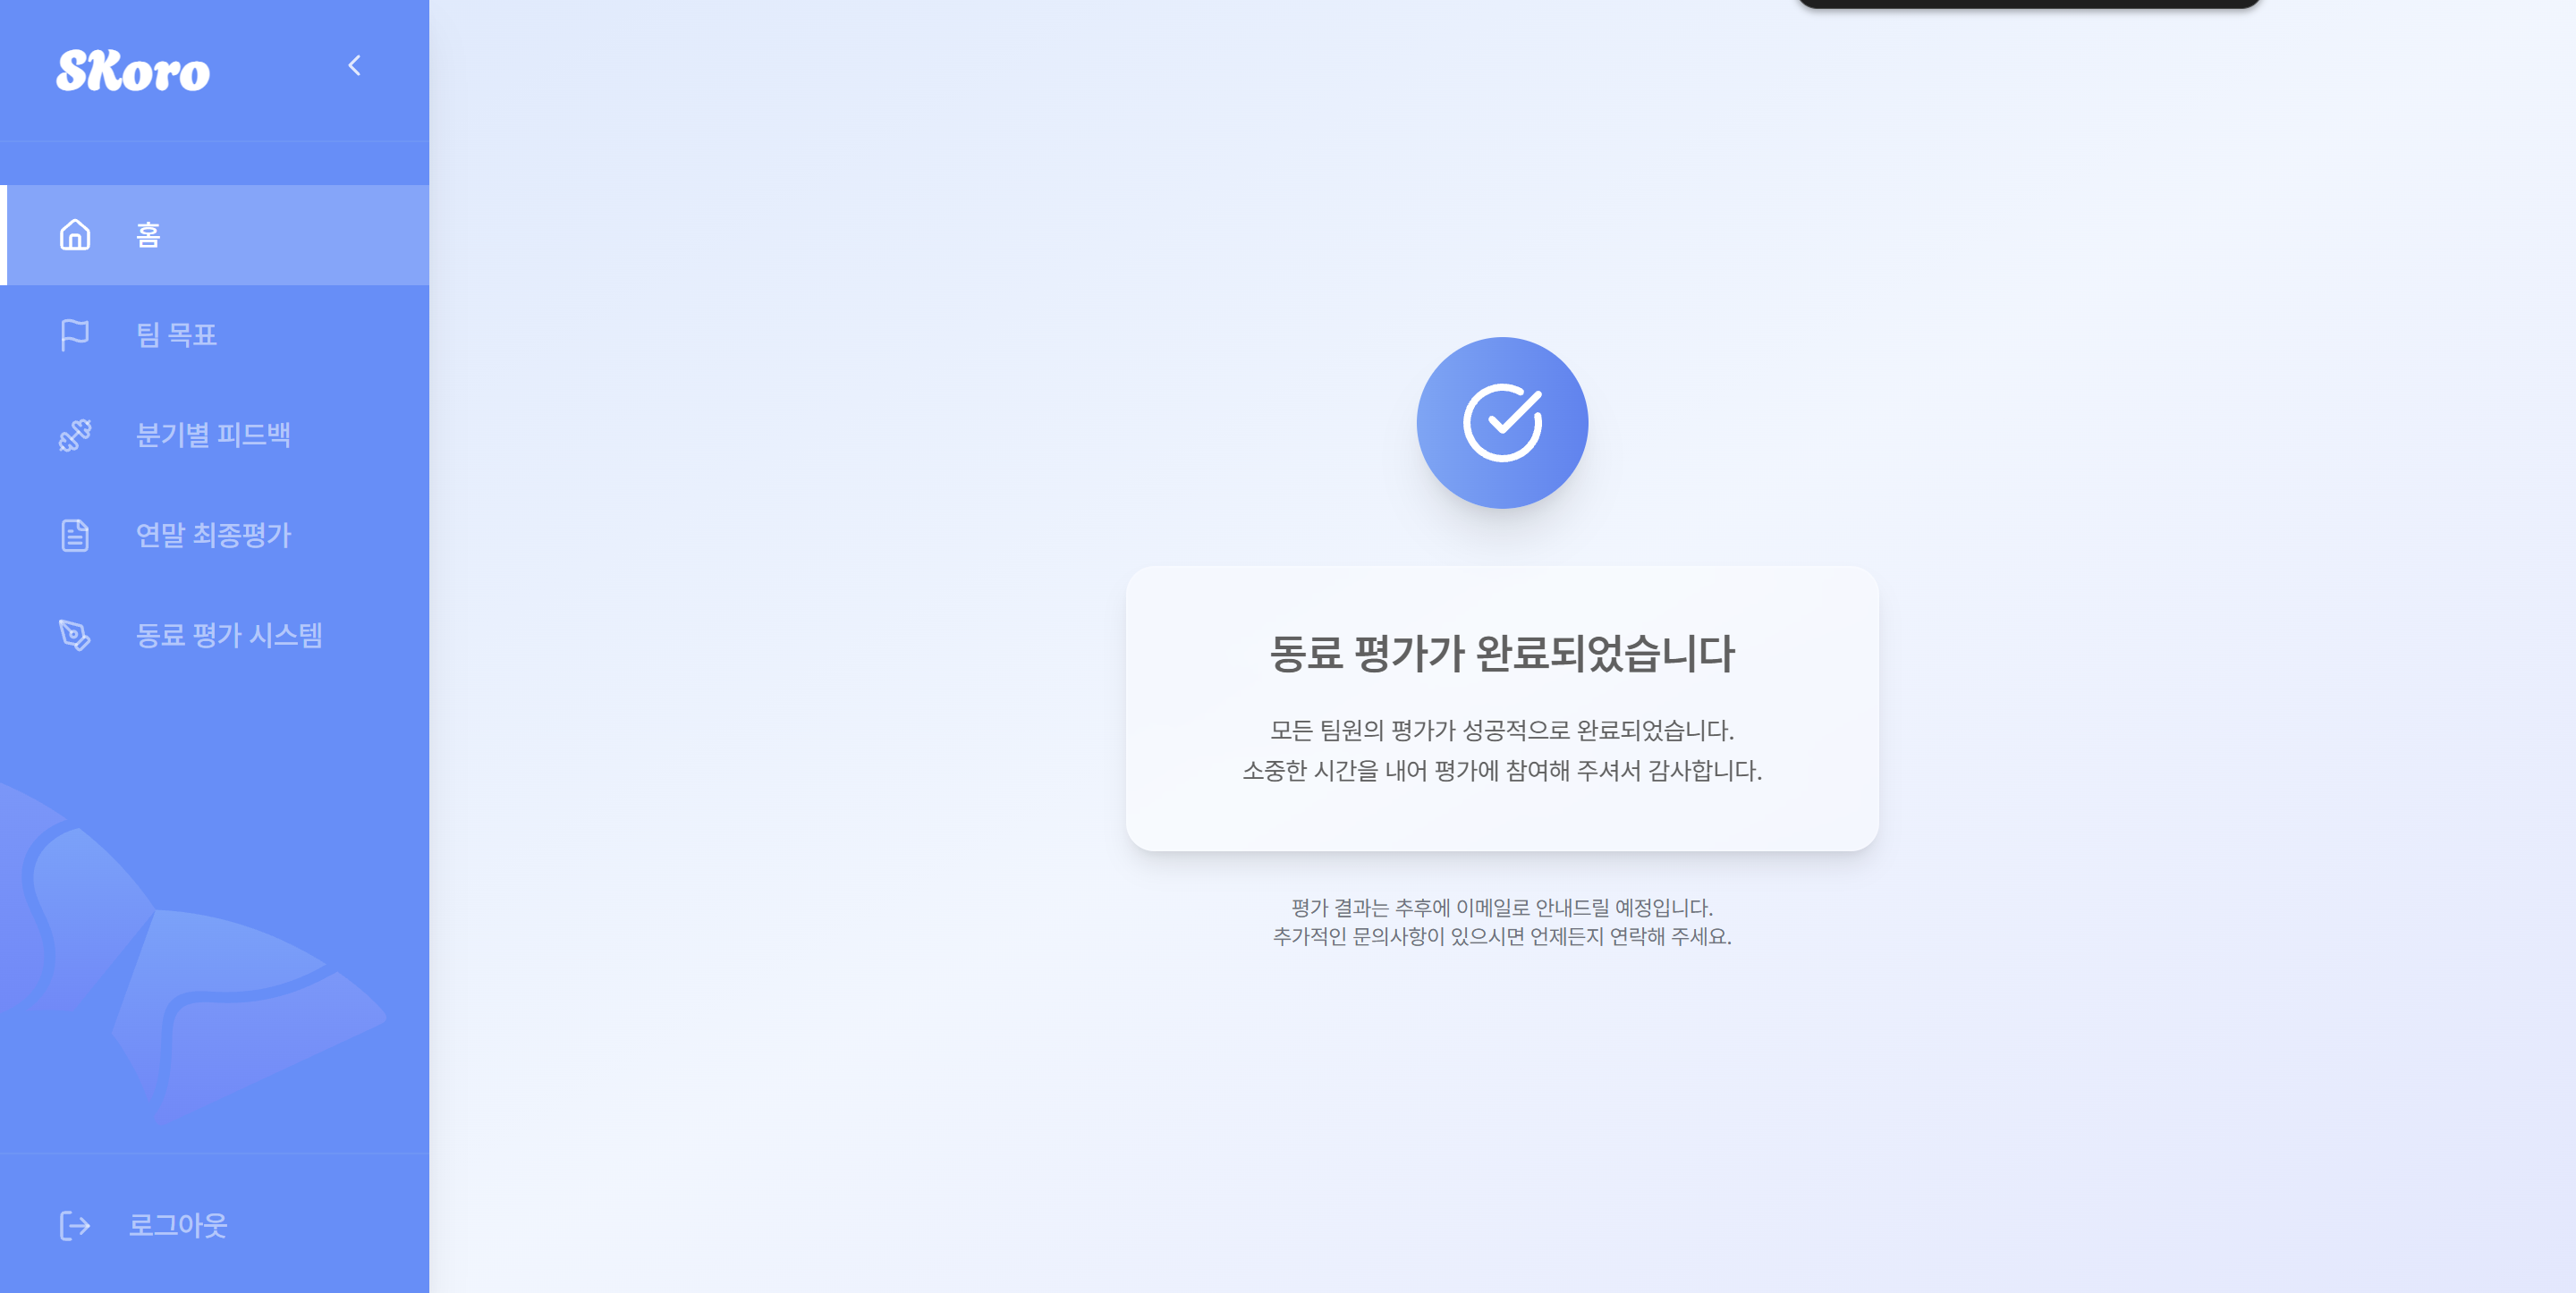 SKoro
홈
팀 목표
분기별 피드백
연말 최종평가
동료 평가 시스템
로그아웃
동료 평가가 완료되었습니다
모든 팀원의 평가가 성공적으로 완료되었습니다.
소중한 시간을 내어 평가에 참여해 주셔서 감사합니다.
평가 결과는 추후에 이메일로 안내드릴 예정입니다.
추가적인 문의사항이 있으시면 언제든지 연락해 주세요.